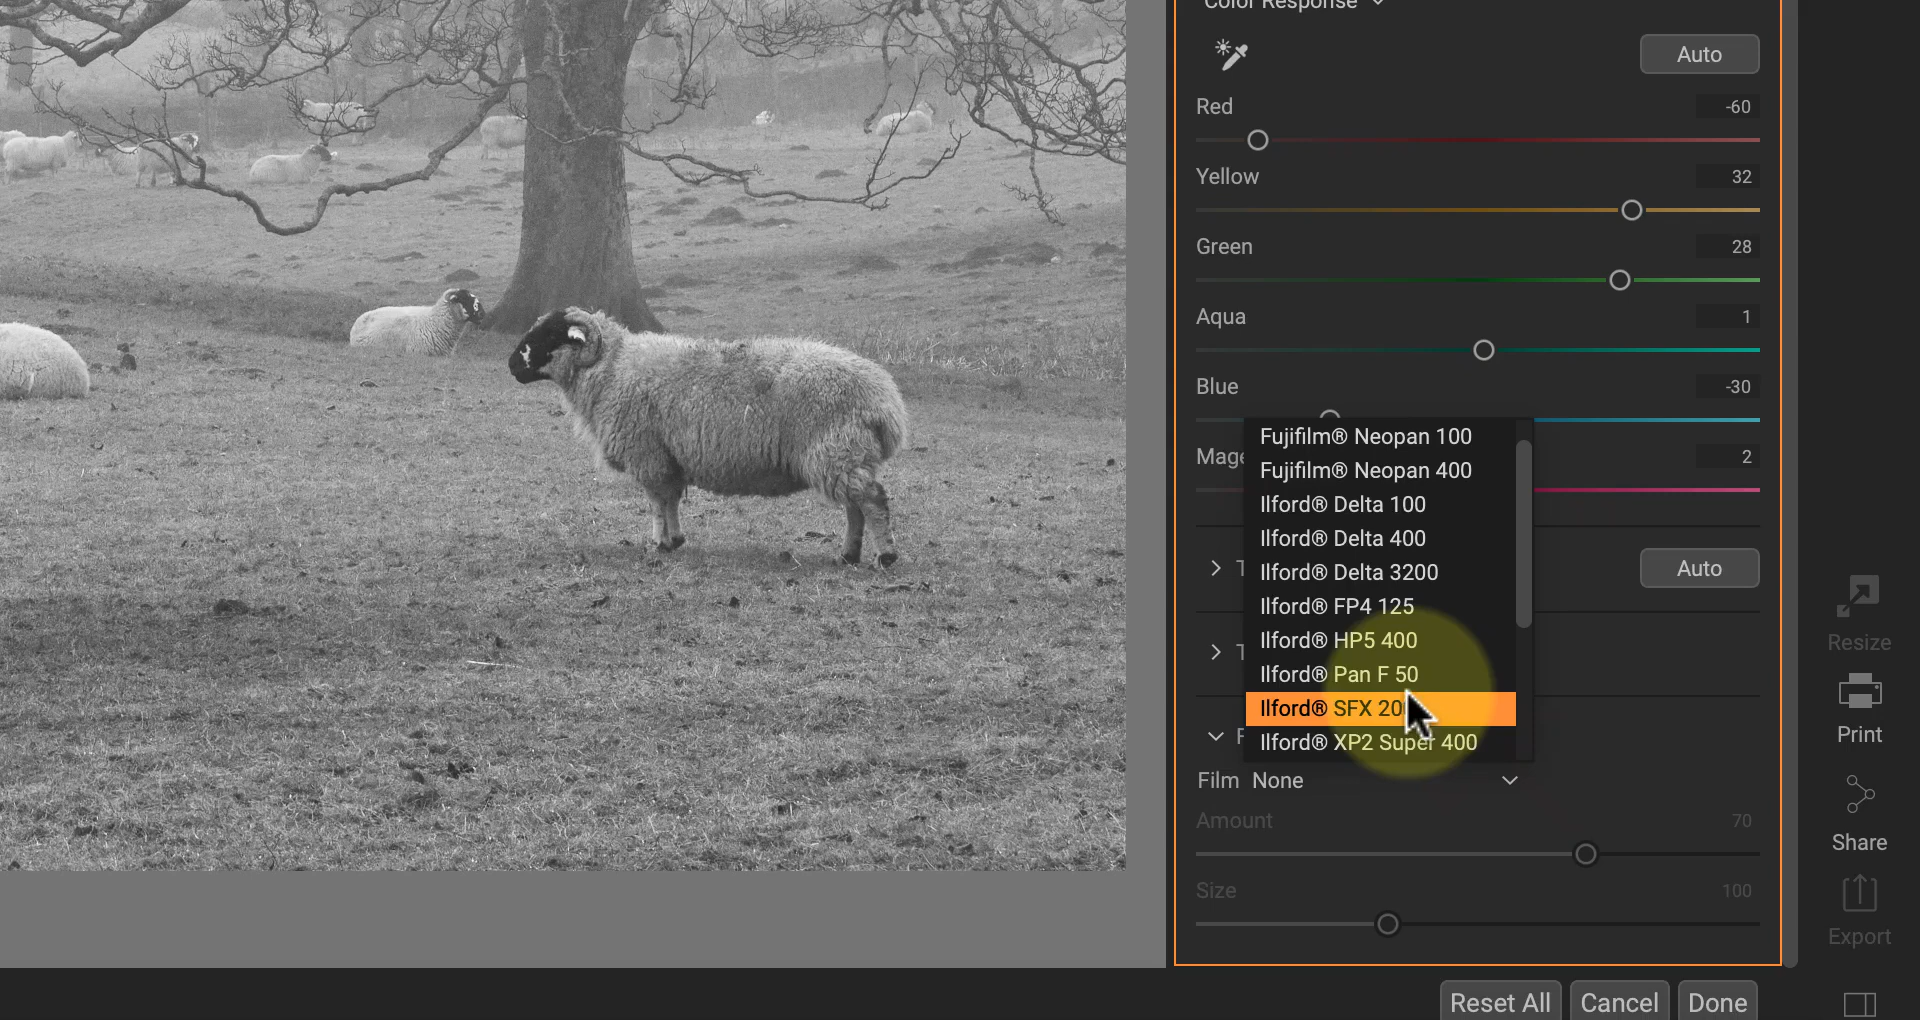 Color Response
Auto
Red -60
Yellow 32
Green 28
Aqua 1
Blue -30
Fujifilm® Neopan 100
Fujifilm® Neopan 400
2
Ilford® Delta 100
Ilford® Delta 400
Ilford® Delta 3200
Auto
Ilford® FP4 125
Ilford® HP5 400
Ilford® Pan F 50
Ilford® SFX
Ilford® XP2 Super 400
Film None
Amount 70
Size 100
Resize
Print
Share
Export
Reset All Cancel Done